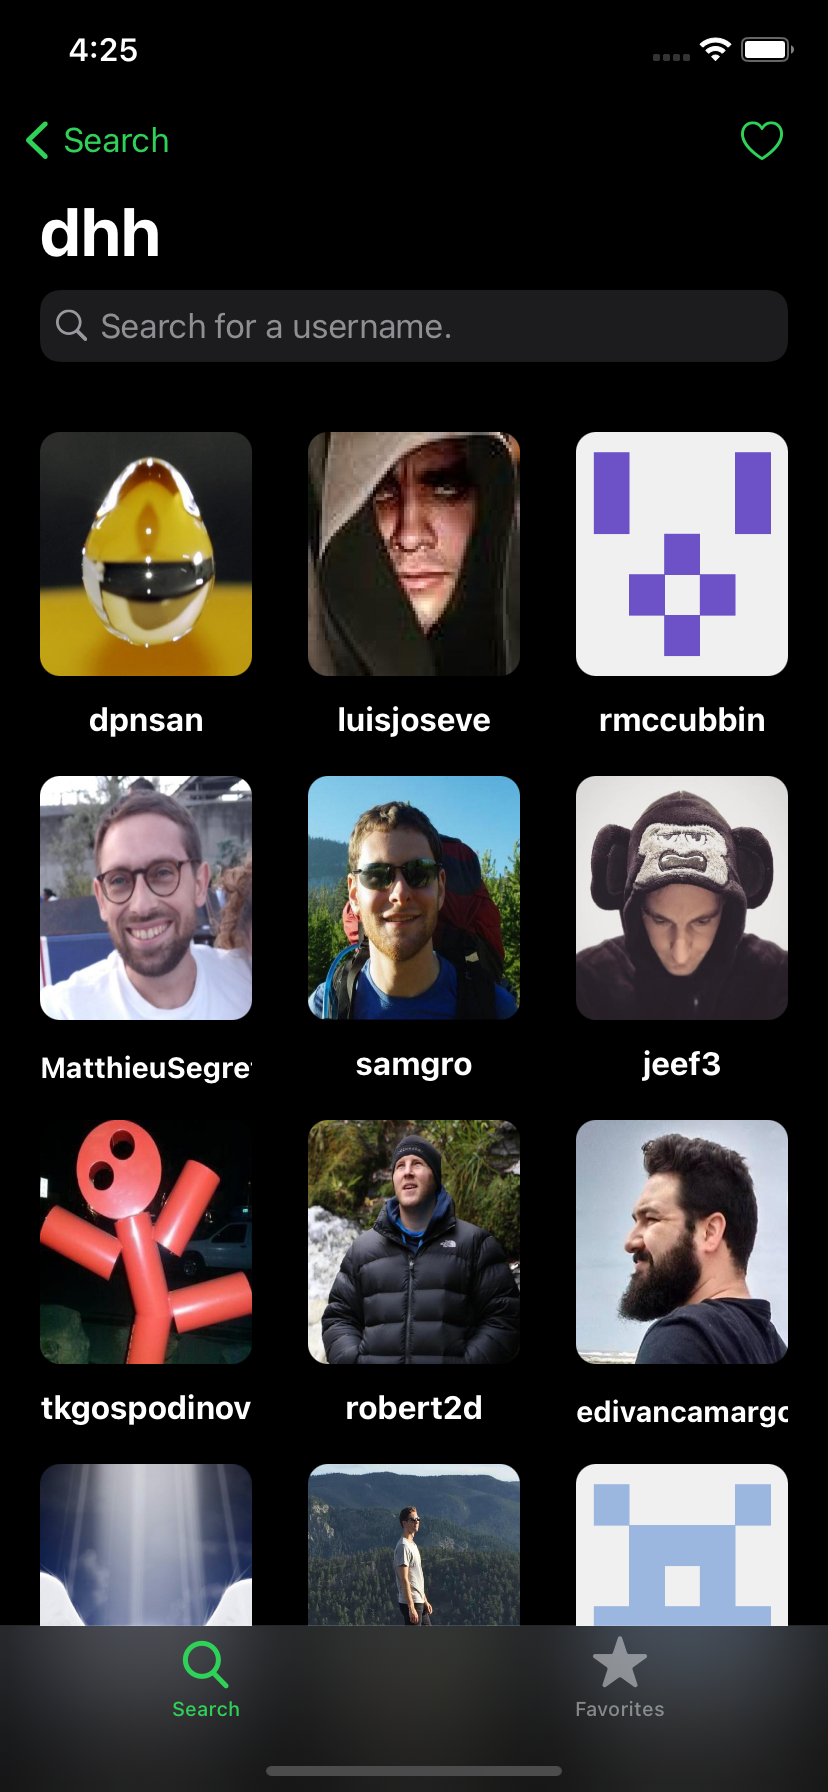 4:25
Search
dhh
Search for a username.
dpnsan
luisjoseve
rmccubbin
MatthieuSegre
samgro
jeef3
tkgospodinov
robert2d
edivancamargo
Search
Favorites